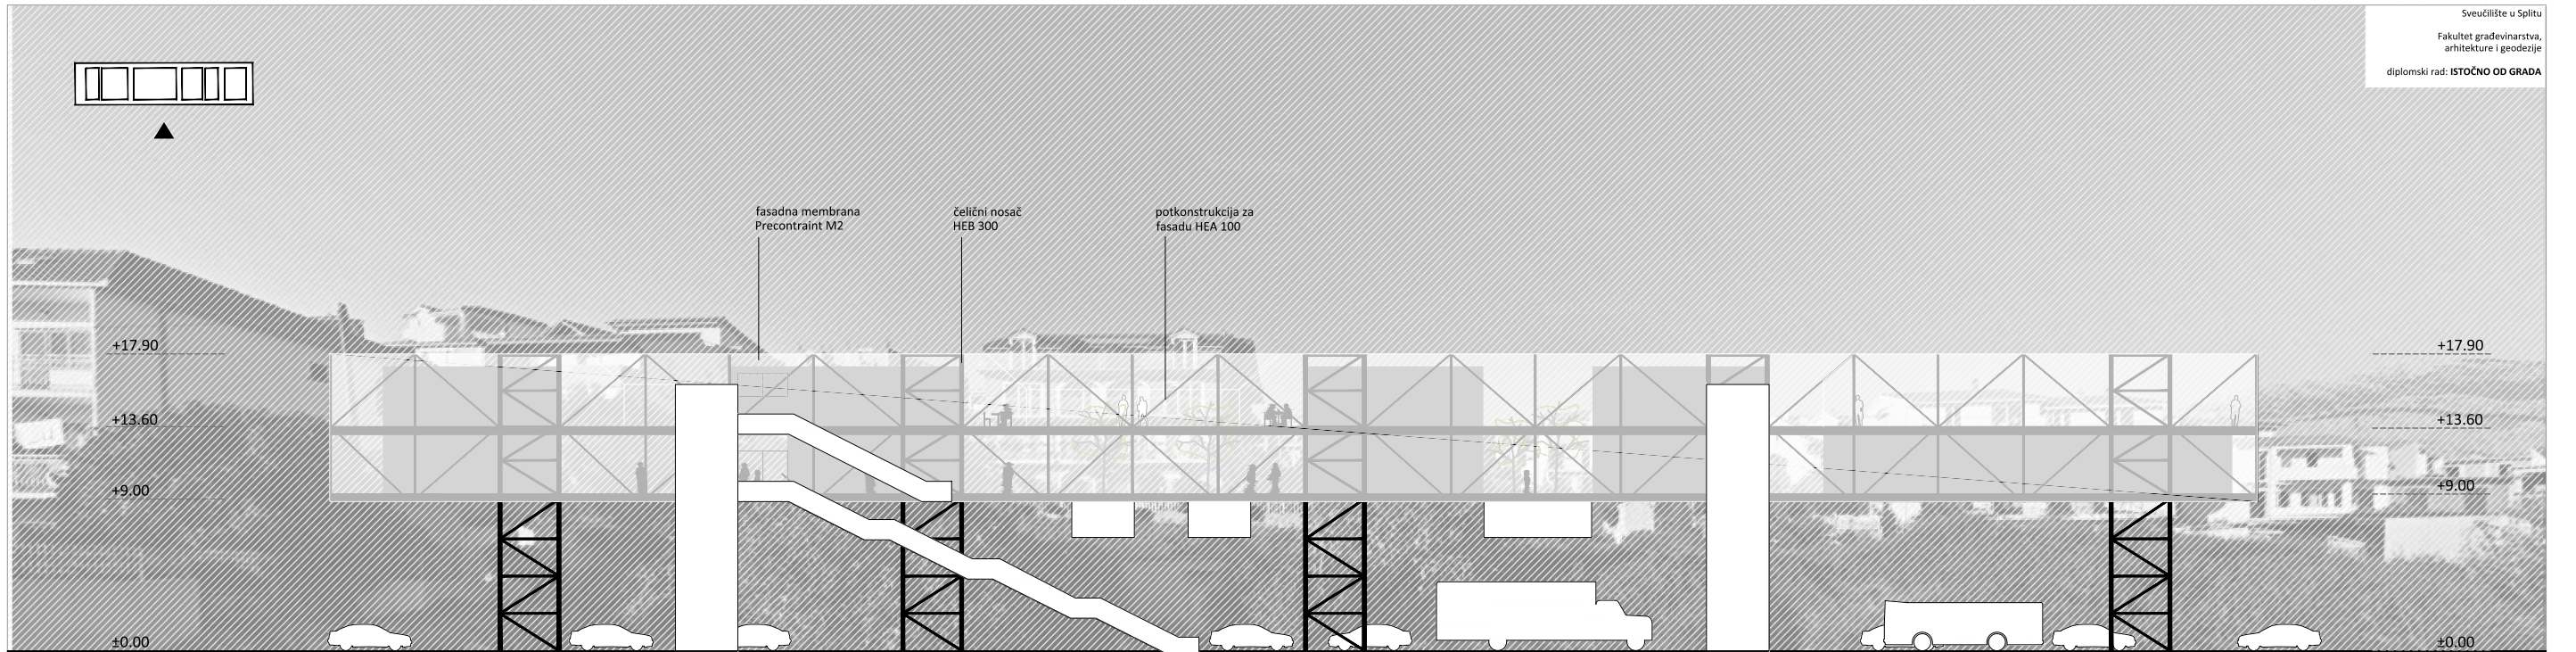 Sveučilište u Splitu
Fakultet građevinarstva,
arhitekture i geodezije
diplomski rad: ISTOČNO OD GRADA
fasadna membrana
Precontraint M2
čelični nosač
HEB 300
potkonstrukcija za
fasadu HEA 100
+17.90
+17.90
+13.60
+13.60
+9.00
+9.00
±0.00
±0.00